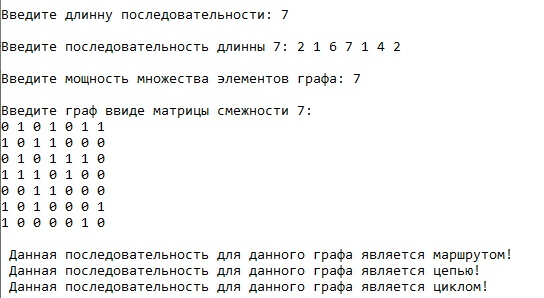 Введите длинну последовательности: 7
Введите последовательность длинны 7: 2 1 6 7 1 4 2
Введите мощность множества элементов графа: 7
Введите граф ввиде матрицы смежности 7:
0 1 0 1 0 1 1
1 0 1 1 0 0 0
0 1 0 1 1 1 0
1 1 1 0 1 0 0
0 0 1 1 0 0 0
1 0 1 0 0 0 1
1 0 0 0 0 1 0
Данная последовательность для данного графа является маршрутом!
Данная последовательность для данного графа является цепью!
Данная последовательность для данного графа является циклом!